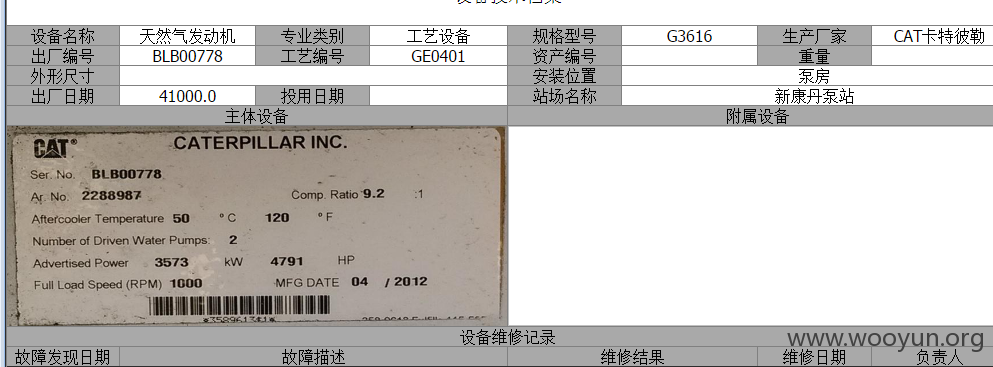 设备名称 天然气发动机 专业类别 工艺设备 规格型号 G3616 生产厂家 CAT卡特彼勒
出厂编号 BLB00778 工艺编号 GE0401 资产编号 重量
外形尺寸 安装位置 泵房
出厂日期 41000.0 投用日期 站场名称 新康丹泵站
主体设备 附属设备
CAT® CATERPILLAR INC.
Ser. No. BLB00778
Ar. No. 2288987 Comp. Ratio 9.2 :1
Aftercooler Temperature 50 °C 120 °F
Number of Driven Water Pumps: 2
Advertised Power 3573 kW 4791 HP
Full Load Speed (RPM) 1000 MFG DATE 04 / 2012
设备维修记录
www.wooyun.org
故障发现日期 故障描述 维修结果 维修日期 负责人